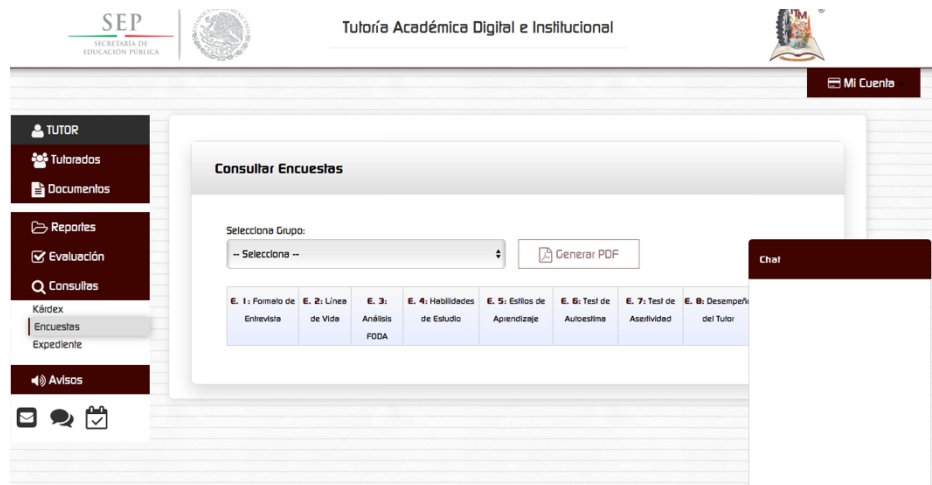 SEP
SECRETARÍA DE
EDUCACIÓN PÚBLICA
Tutoría Académica Digital e Institucional
ITM
®
Mi Cuenta
TUTOR
Tutorados
Documentos
Reportes
Evaluación
Consultas
Kárdex
Encuestas
Expediente
Avisos
Consultar Encuestas
Selecciona Grupo:
-- Selecciona --
Generar PDF
E. 1: Formato de Entrevista
E. 2: Línea de Vida
E. 3: Análisis FODA
E. 4: Habilidades de Estudio
E. 5: Estilos de Aprendizaje
E. 6: Test de Autoestima
E. 7: Test de Asertividad
E. 8: Desempeño del Tutor
Chat